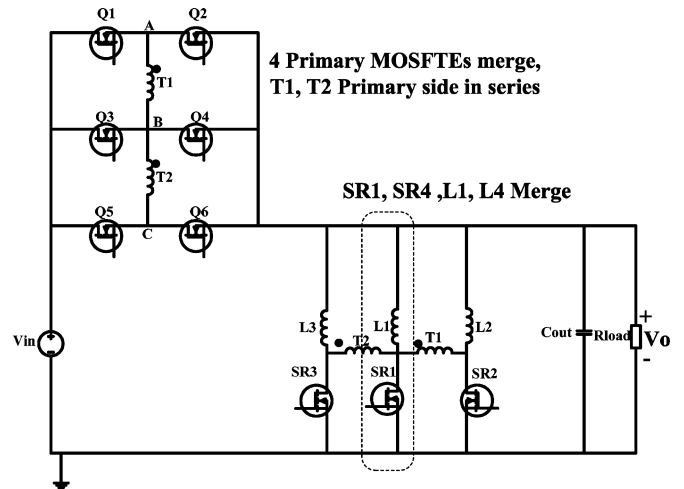 Q1
Q2
A
4 Primary MOSFTEs merge,
T1, T2 Primary side in series
T1
Q3
B
Q4
T2
SR1, SR4 ,L1, L4 Merge
Q5
C
Q6
Vin
L3
T2
L1
T1
L2
SR3
SR1
SR2
Cout
Rload
+
Vo
-